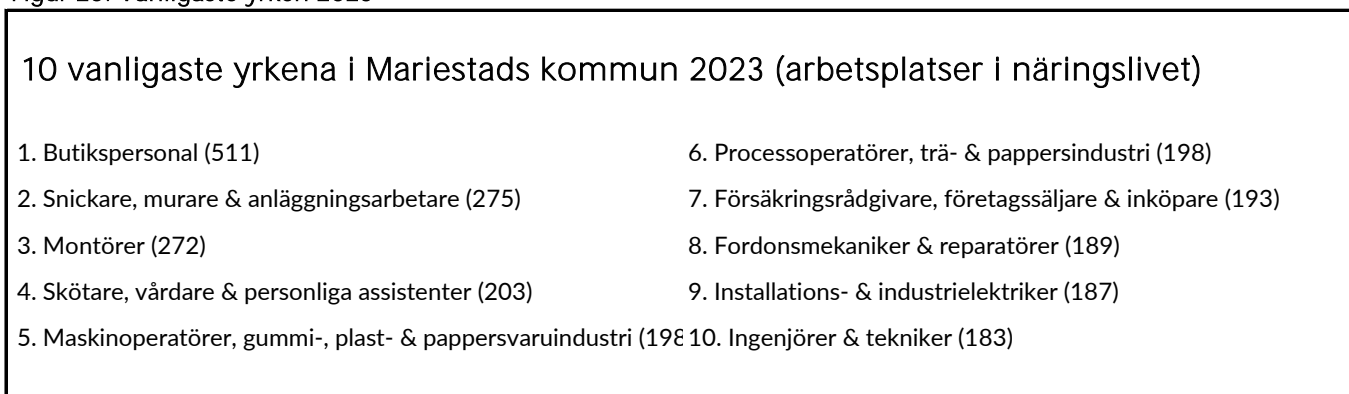 10 vanligaste yrkena i Mariestads kommun 2023 (arbetsplatser i näringslivet)
1. Butikspersonal (511)
2. Snickare, murare & anläggningsarbetare (275)
3. Montörer (272)
4. Skötare, vårdare & personliga assistenter (203)
5. Maskinoperatörer, gummi-, plast- & pappersvaruindustri (198
6. Processoperatörer, trä- & pappersindustri (198)
7. Försäkringsrådgivare, företagssäljare & inköpare (193)
8. Fordonsmekaniker & reparatörer (189)
9. Installations- & industrielektriker (187)
10. Ingenjörer & tekniker (183)